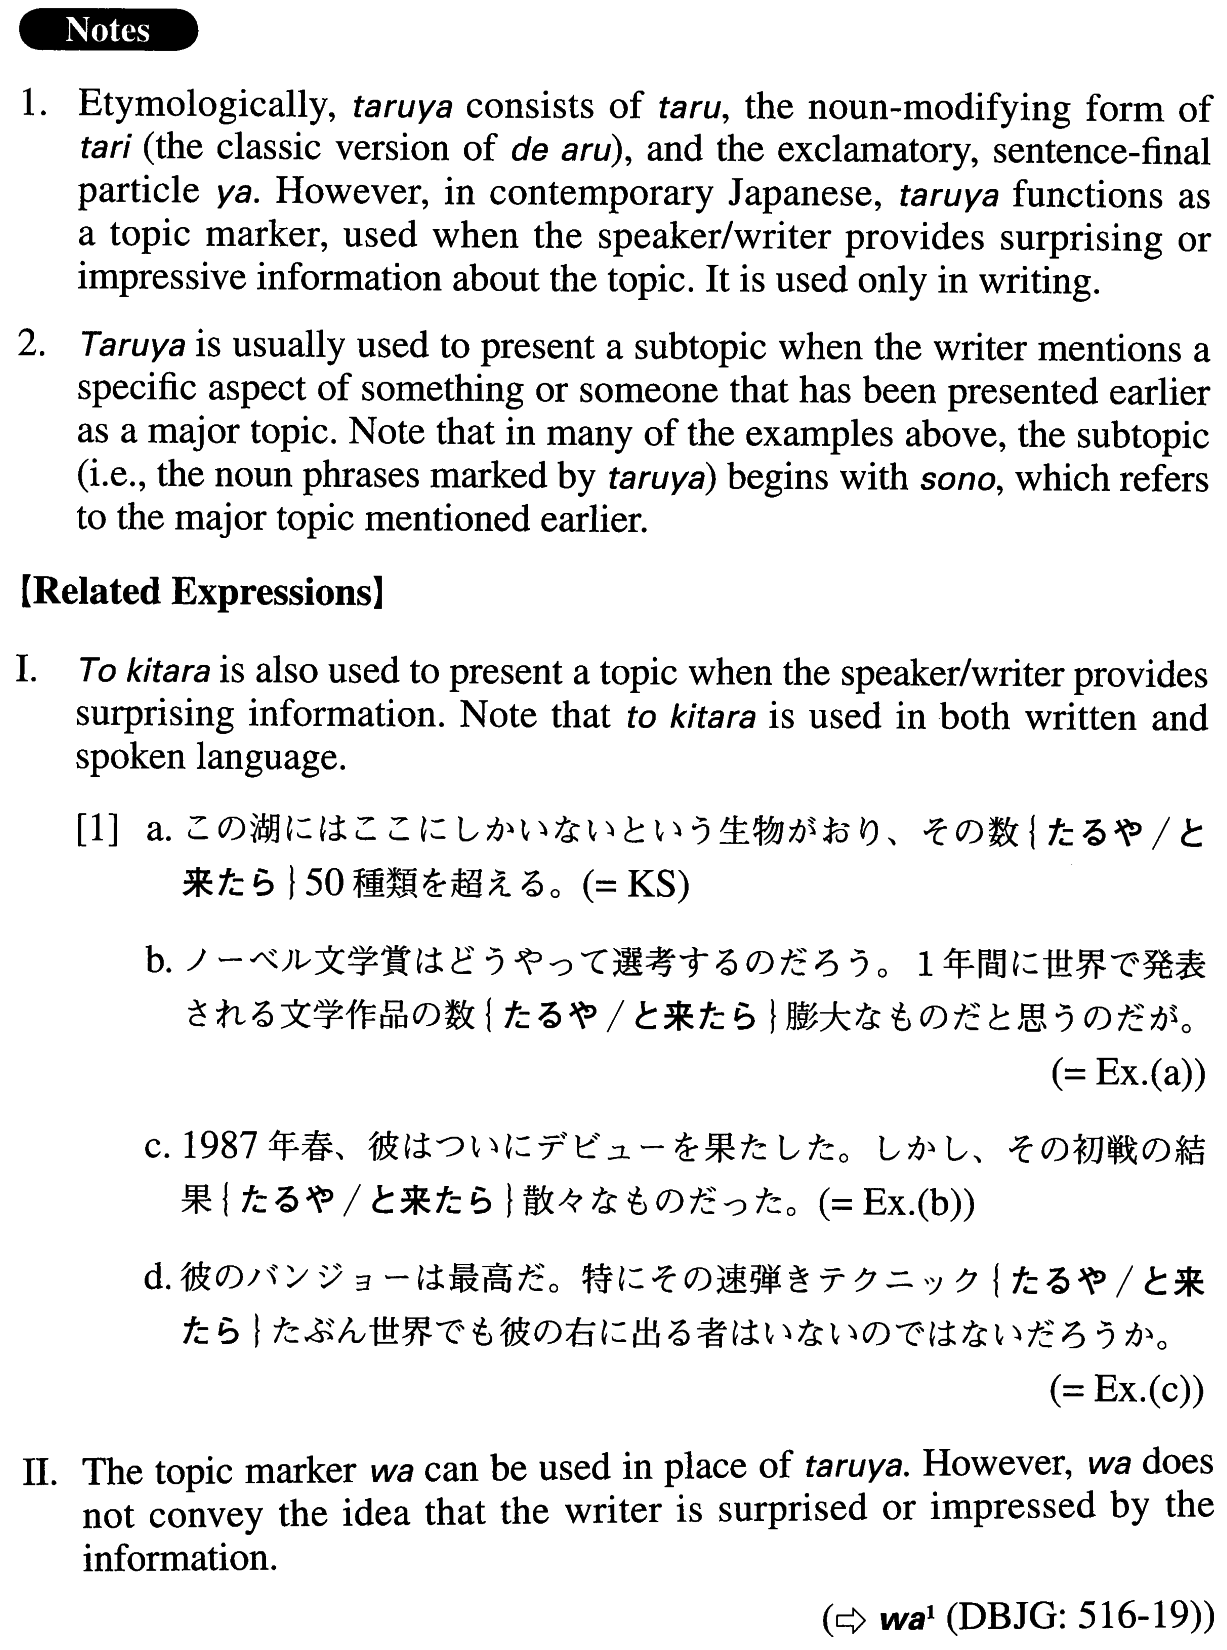 Notes
1. Etymologically, taruya consists of taru, the noun-modifying form of
tari (the classic version of de aru), and the exclamatory, sentence-final
particle ya. However, in contemporary Japanese, taruya functions as
a topic marker, used when the speaker/writer provides surprising or
impressive information about the topic. It is used only in writing.
2. Taruya is usually used to present a subtopic when the writer mentions a
specific aspect of something or someone that has been presented earlier
as a major topic. Note that in many of the examples above, the subtopic
(i.e., the noun phrases marked by taruya) begins with sono, which refers
to the major topic mentioned earlier.
【Related Expressions】
I. To kitara is also used to present a topic when the speaker/writer provides
surprising information. Note that to kitara is used in both written and
spoken language.
[1] a. この湖にはここにしかいないという生物がおり、その数{たるや/と
来たら}50種類を超える。(= KS)
b. ノーベル文学賞はどうやって選考するのだろう。1年間に世界で発表
される文学作品の数{たるや/と来たら}膨大なものだと思うのだが。
(= Ex.(a))
c. 1987年春、彼はついにデビューを果たした。しかし、その初戦の結
果{たるや/と来たら}散々なものだった。(= Ex.(b))
d. 彼のバンジョーは最高だ。特にその速弾きテクニック{たるや/と来
たら}たぶん世界でも彼の右に出る者はいないのではないだろうか。
(= Ex.(c))
II. The topic marker wa can be used in place of taruya. However, wa does
not convey the idea that the writer is surprised or impressed by the
information.
(⇨ wa¹ (DBJG: 516-19))